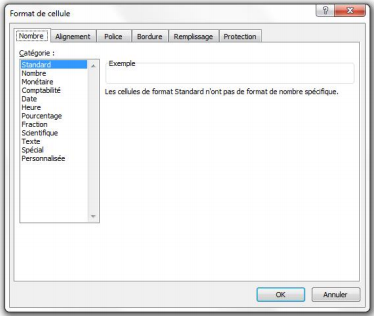 Format de cellule
Nombre Alignement Police Bordure Remplissage Protection
Catégorie :
Standard
Nombre
Monétaire
Comptabilité
Date
Heure
Pourcentage
Fraction
Scientifique
Texte
Spécial
Personnalisée
Exemple
Les cellules de format Standard n'ont pas de format de nombre spécifique.
OK Annuler